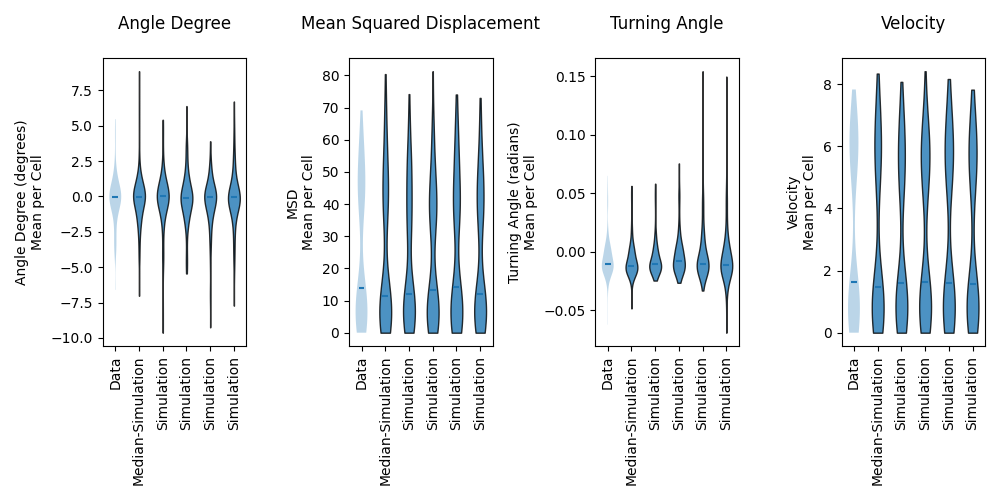 Angle Degree
Mean Squared Displacement
Turning Angle
Velocity
Angle Degree (degrees)
Mean per Cell
7.5
5.0
2.5
0.0
−2.5
−5.0
−7.5
−10.0
Data
Median-Simulation
Simulation
Simulation
Simulation
Simulation
MSD
Mean per Cell
80
70
60
50
40
30
20
10
0
Data
Median-Simulation
Simulation
Simulation
Simulation
Simulation
Turning Angle (radians)
Mean per Cell
0.15
0.10
0.05
0.00
−0.05
Data
Median-Simulation
Simulation
Simulation
Simulation
Simulation
Velocity
Mean per Cell
8
6
4
2
0
Data
Median-Simulation
Simulation
Simulation
Simulation
Simulation